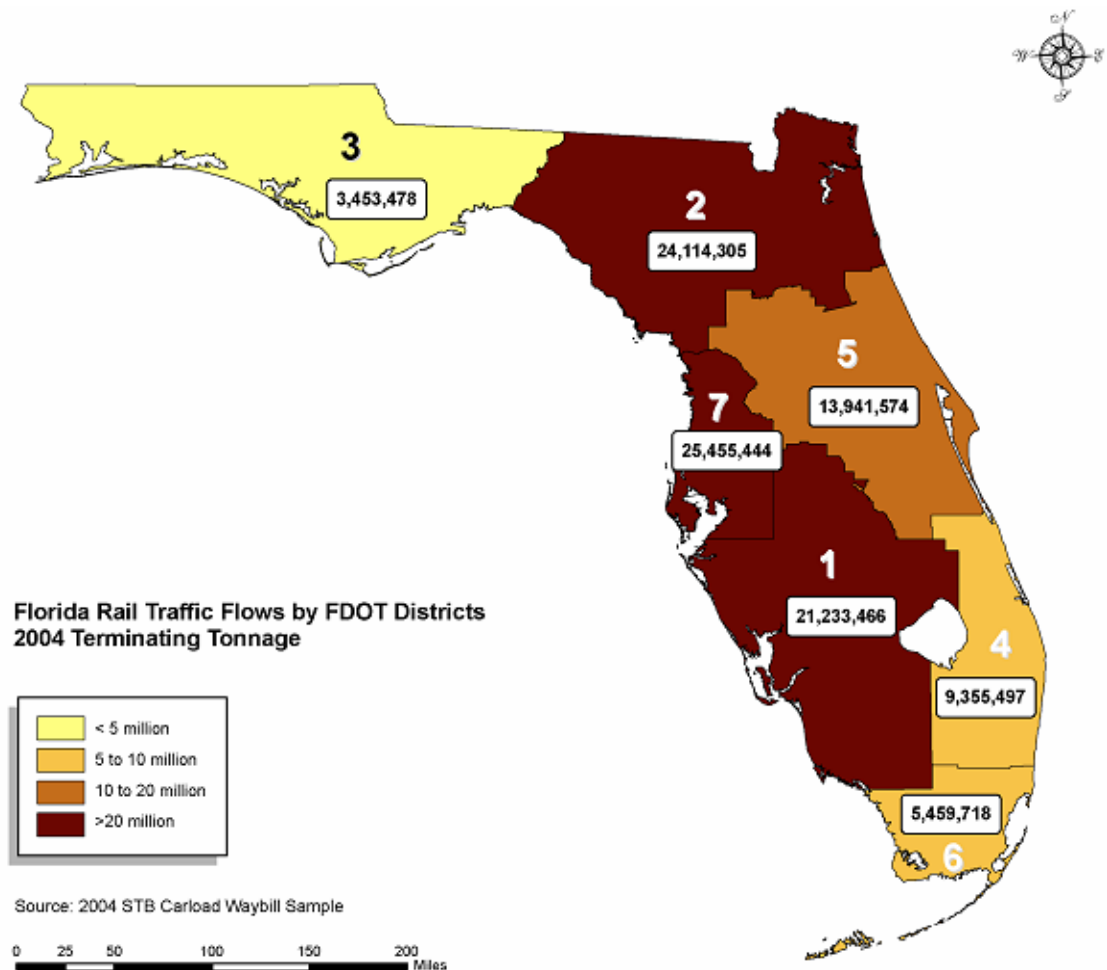 N
W
E
S
3
3,453,478
2
24,114,305
5
13,941,574
7
25,455,444
1
21,233,466
4
9,355,497
5,459,718
6
Florida Rail Traffic Flows by FDOT Districts
2004 Terminating Tonnage
< 5 million
5 to 10 million
10 to 20 million
>20 million
Source: 2004 STB Carload Waybill Sample
0 25 50 100 150 200
Miles